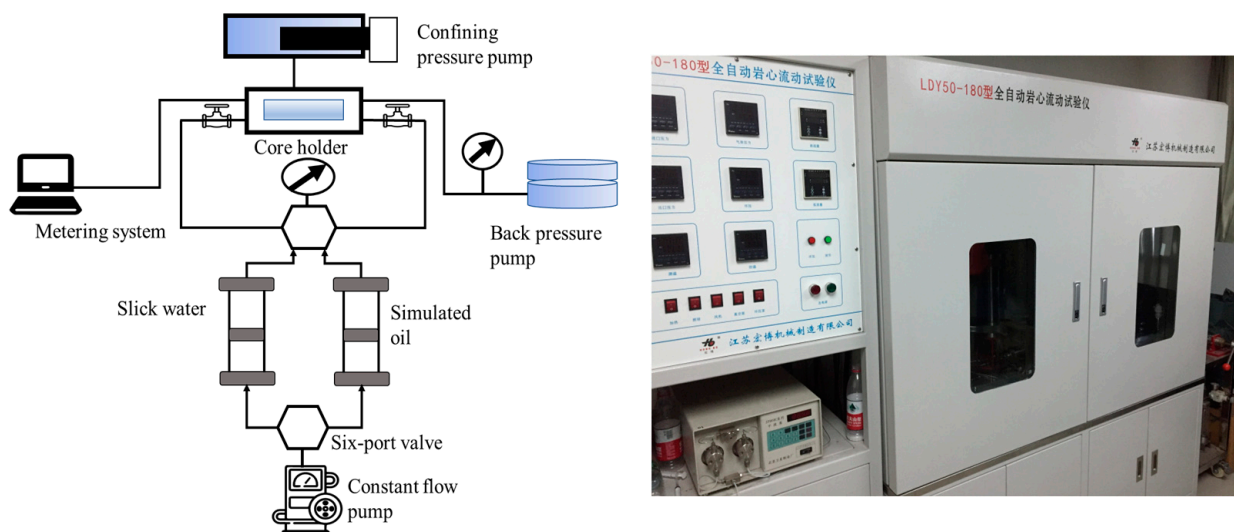 Confining
pressure pump
Core holder
Metering system
Back pressure
pump
Slick water
Simulated
oil
Six-port valve
Constant flow
pump
50-180型全自动岩心流动试验仪
江苏宏博机械制造有限公司
LDY50-180型全自动岩心流动试验仪
江苏宏博机械制造有限公司